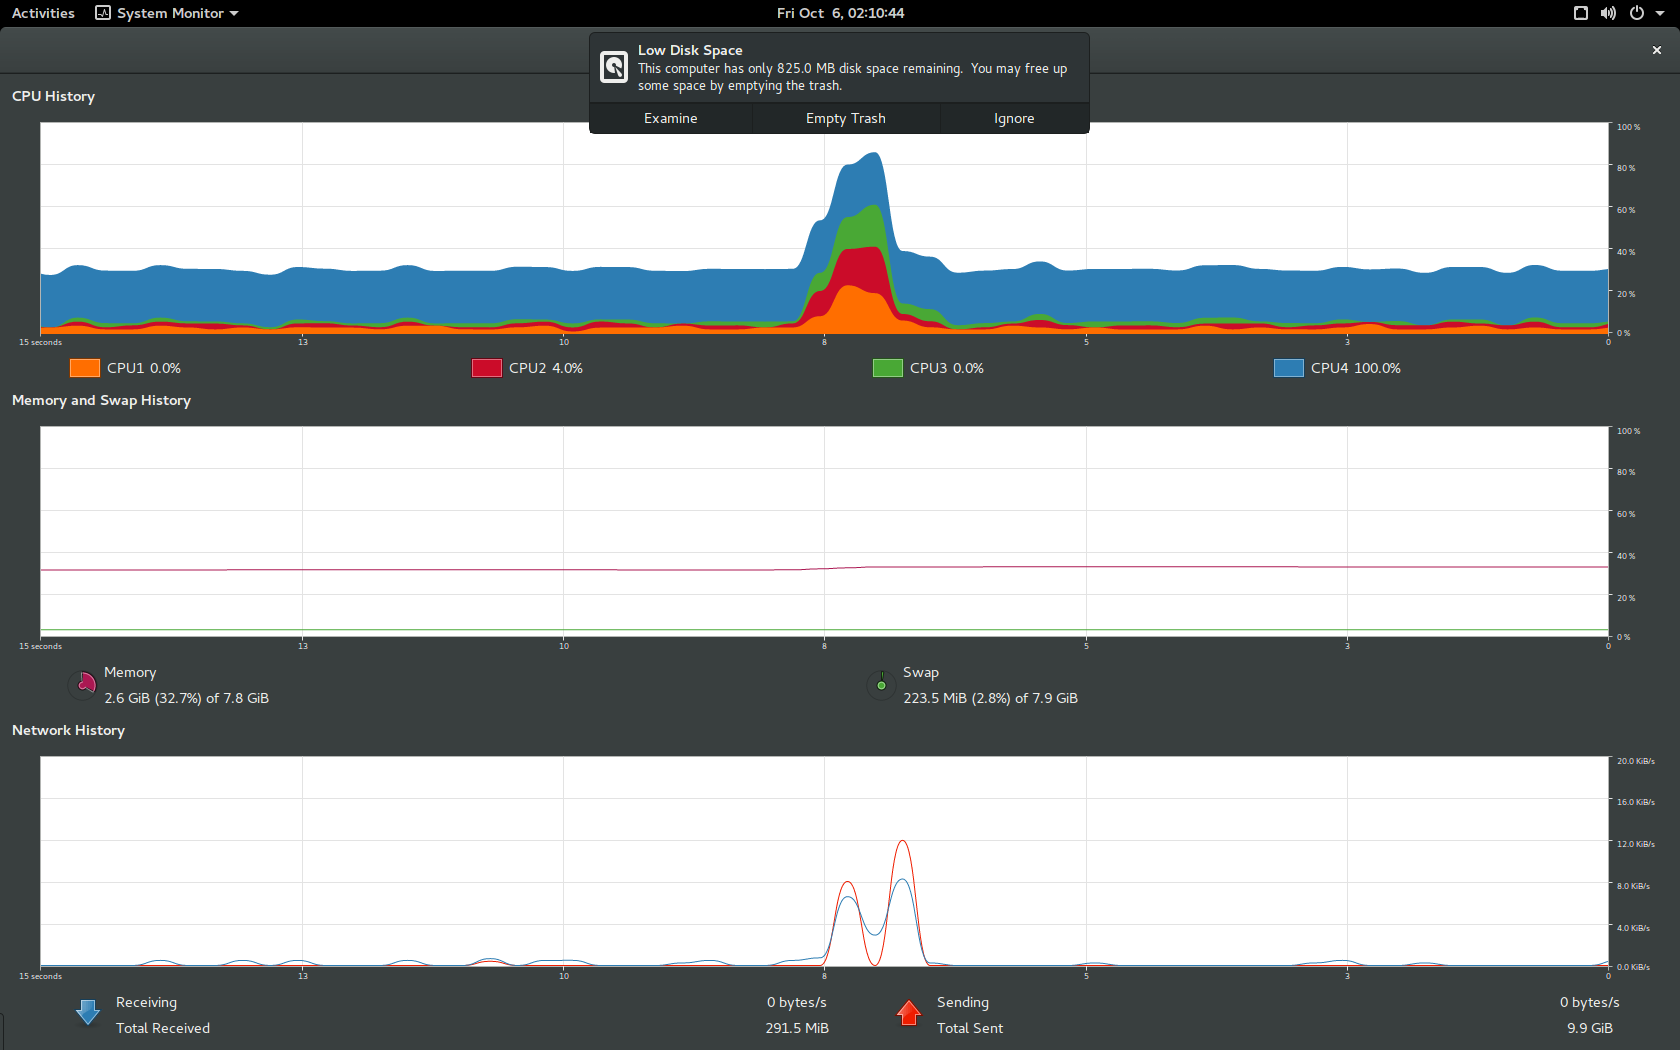 Activities System Monitor Fri Oct 6, 02:10:44
Low Disk Space
This computer has only 825.0 MB disk space remaining. You may free up
some space by emptying the trash.
Examine Empty Trash Ignore
CPU History
100 %
80 %
60 %
40 %
20 %
0 %
15 seconds 13 10 8 5 3 0
CPU1 0.0% CPU2 4.0% CPU3 0.0% CPU4 100.0%
Memory and Swap History
100 %
80 %
60 %
40 %
20 %
0 %
15 seconds 13 10 8 5 3 0
Memory Swap
2.6 GiB (32.7%) of 7.8 GiB 223.5 MiB (2.8%) of 7.9 GiB
Network History
20.0 KiB/s
16.0 KiB/s
12.0 KiB/s
8.0 KiB/s
4.0 KiB/s
0.0 KiB/s
15 seconds 13 10 8 5 3 0
Receiving 0 bytes/s Sending 0 bytes/s
Total Received 291.5 MiB Total Sent 9.9 GiB